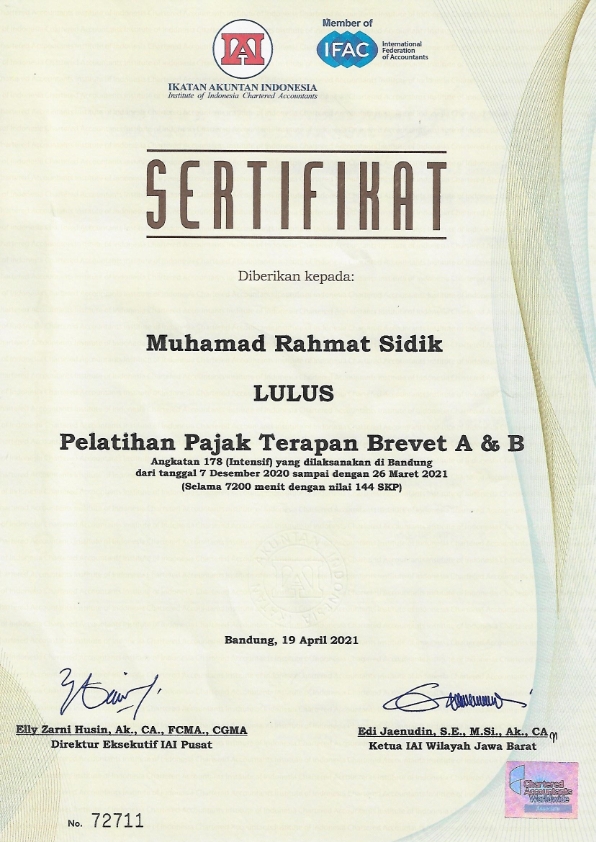 Member of
IAI
IFAC
International
Federation
of Accountants
IKATAN AKUNTAN INDONESIA
Institute of Indonesia Chartered Accountants
SERTIFIKAT
Diberikan kepada:
Muhamad Rahmat Sidik
LULUS
Pelatihan Pajak Terapan Brevet A & B
Angkatan 178 (Intensif) yang dilaksanakan di Bandung
dari tanggal 7 Desember 2020 sampai dengan 26 Maret 2021
(Selama 7200 menit dengan nilai 144 SKP)
Bandung, 19 April 2021
Elly Zarni Husin, Ak., CA., FCMA., CGMA
Direktur Eksekutif IAI Pusat
Edi Jaenudin, S.E., M.Si., Ak., CA
Ketua IAI Wilayah Jawa Barat
Chartered
Accountants
Worldwide
No. 72711